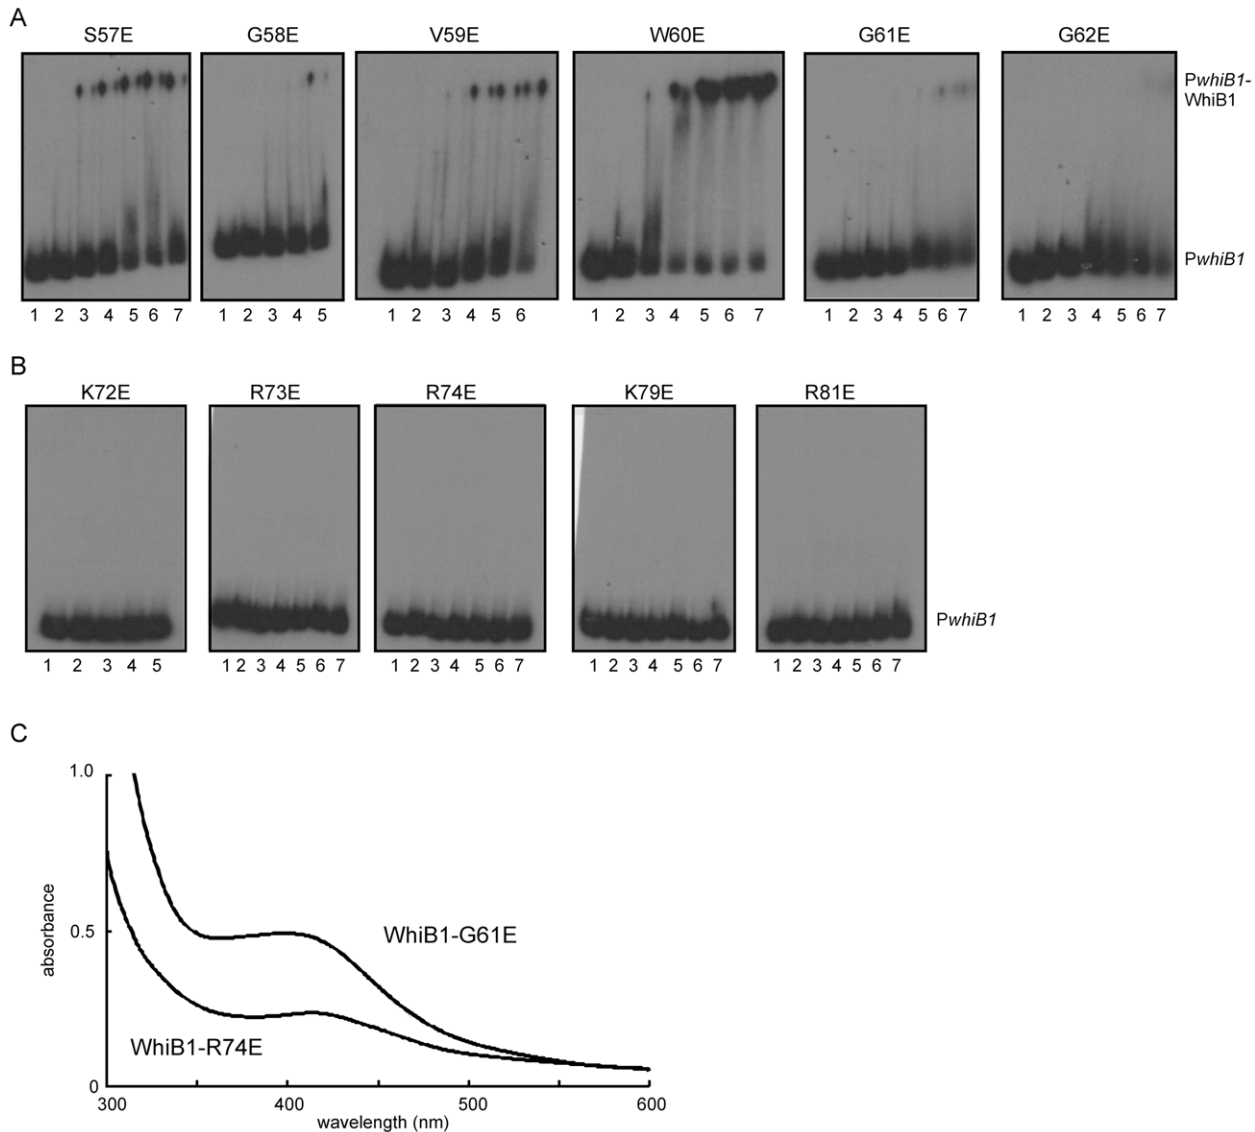 A
S57E G58E V59E W60E G61E G62E
PwhiB1-
WhiB1
PwhiB1
1 2 3 4 5 6 7 1 2 3 4 5 1 2 3 4 5 6 1 2 3 4 5 6 7 1 2 3 4 5 6 7 1 2 3 4 5 6 7
B
K72E R73E R74E K79E R81E
PwhiB1
1 2 3 4 5 1 2 3 4 5 6 7 1 2 3 4 5 6 7 1 2 3 4 5 6 7 1 2 3 4 5 6 7
C
1.0
0.5
0
absorbance
WhiB1-G61E
WhiB1-R74E
300 400 500 600
wavelength (nm)